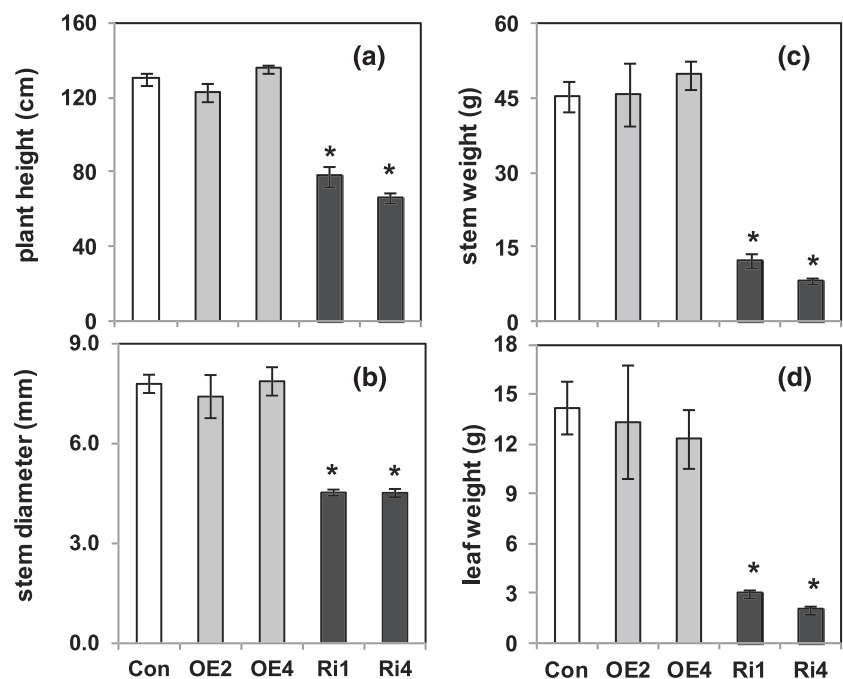 (a)
plant height (cm)
160
120
80
40
0
*
*
(c)
stem weight (g)
60
45
30
15
0
*
*
(b)
stem diameter (mm)
9.0
6.0
3.0
0.0
*
*
Con OE2 OE4 Ri1 Ri4
(d)
leaf weight (g)
18
15
12
9
6
3
0
*
*
Con OE2 OE4 Ri1 Ri4